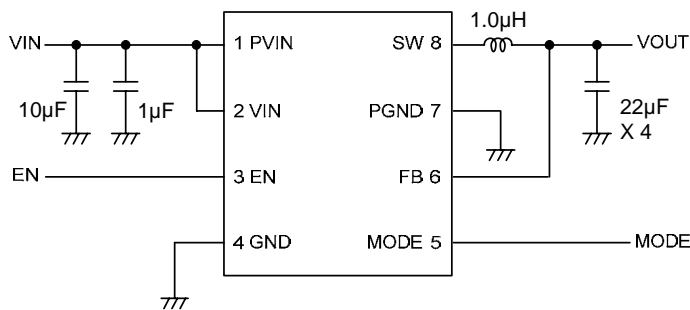 1.0µH
VIN
1 PVIN
SW 8
VOUT
10µF
1µF
2 VIN
PGND 7
22µF
X 4
EN
3 EN
FB 6
4 GND
MODE 5
MODE